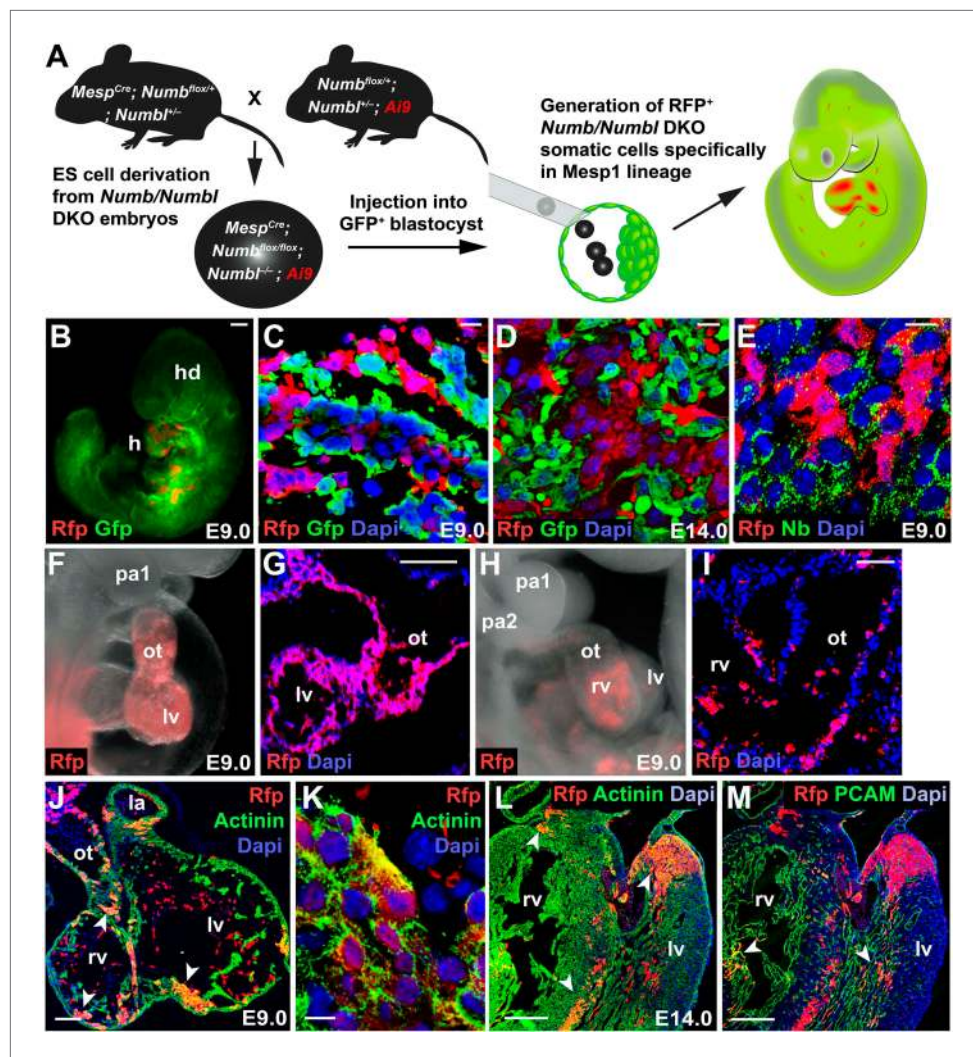 A
Mesp^Cre; Numb^flox/+
; Numbl^+/–
X
Numb^flox/+;
Numbl^+/–; Ai9
ES cell derivation
from Numb/Numbl
DKO embryos
Mesp^Cre;
Numb^flox/flox;
Numbl^–/–; Ai9
Injection into
GFP+ blastocyst
Generation of RFP+
Numb/Numbl DKO
somatic cells specifically
in Mesp1 lineage
B
hd
h
Rfp Gfp
E9.0
C
Rfp Gfp Dapi
E9.0
D
Rfp Gfp Dapi
E14.0
E
Rfp Nb Dapi
E9.0
F
pa1
ot
lv
Rfp
E9.0
G
ot
lv
Rfp Dapi
H
pa1
pa2
ot
rv
lv
Rfp
E9.0
I
rv
ot
Rfp Dapi
J
la
Rfp
Actinin
Dapi
ot
rv
lv
E9.0
K
Rfp
Actinin
Dapi
L
Rfp Actinin Dapi
rv
lv
E14.0
M
Rfp PCAM Dapi
rv
lv